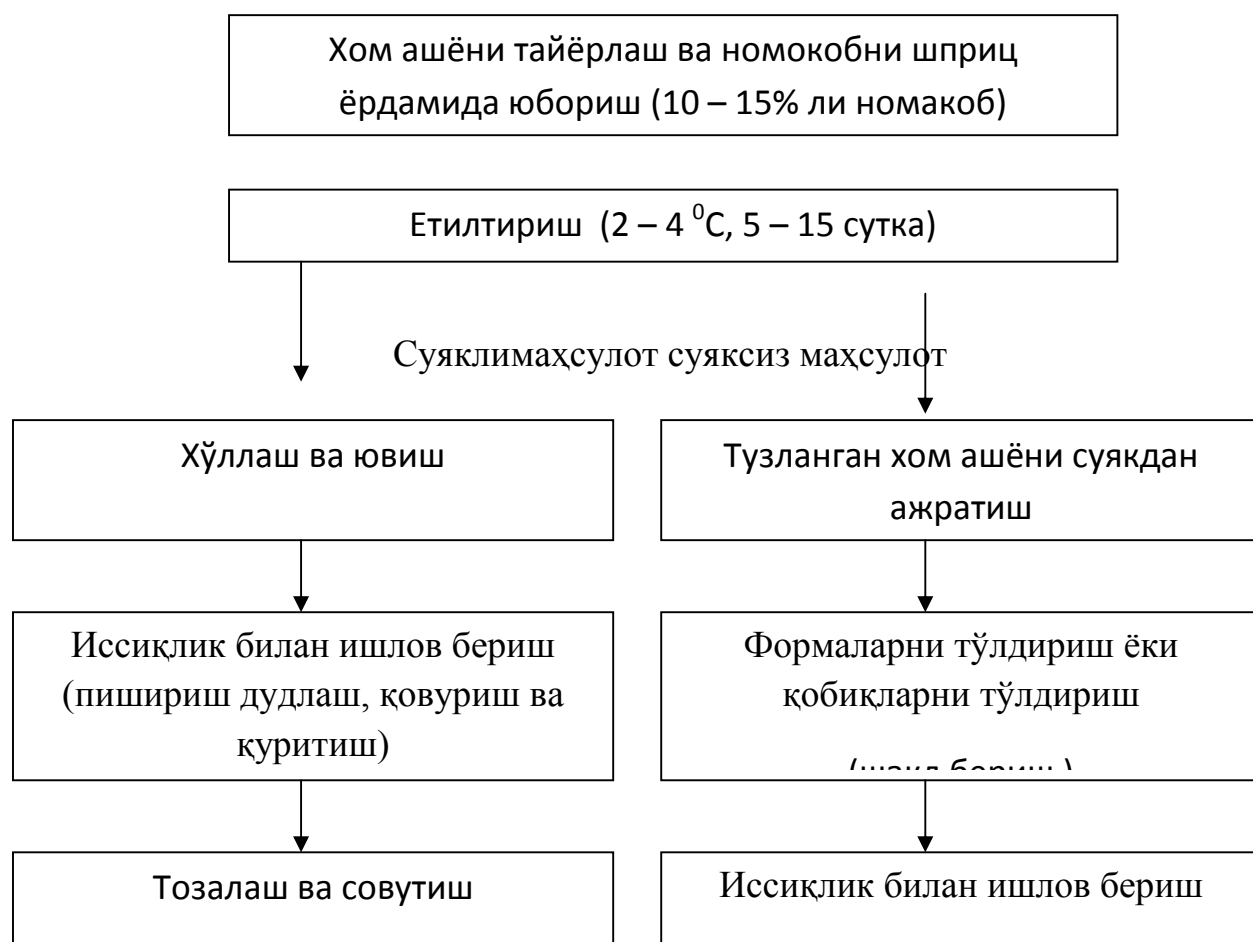 Хом ашёни тайёрлаш ва номокобни шприц
ёрдамида юбориш (10 – 15% ли номакоб)
Етилтириш (2 – 4 ⁰С, 5 – 15 сутка)
Суяклимаҳсулот суяксиз маҳсулот
Хўллаш ва ювиш
Тузланган хом ашёни суякдан
ажратиш
Иссиқлик билан ишлов бериш
(пишириш дудлаш, қовуриш ва
қуритиш)
Формаларни тўлдириш ёки
қобиқларни тўлдириш
(шакл бериш )
Тозалаш ва совутиш
Иссиқлик билан ишлов бериш